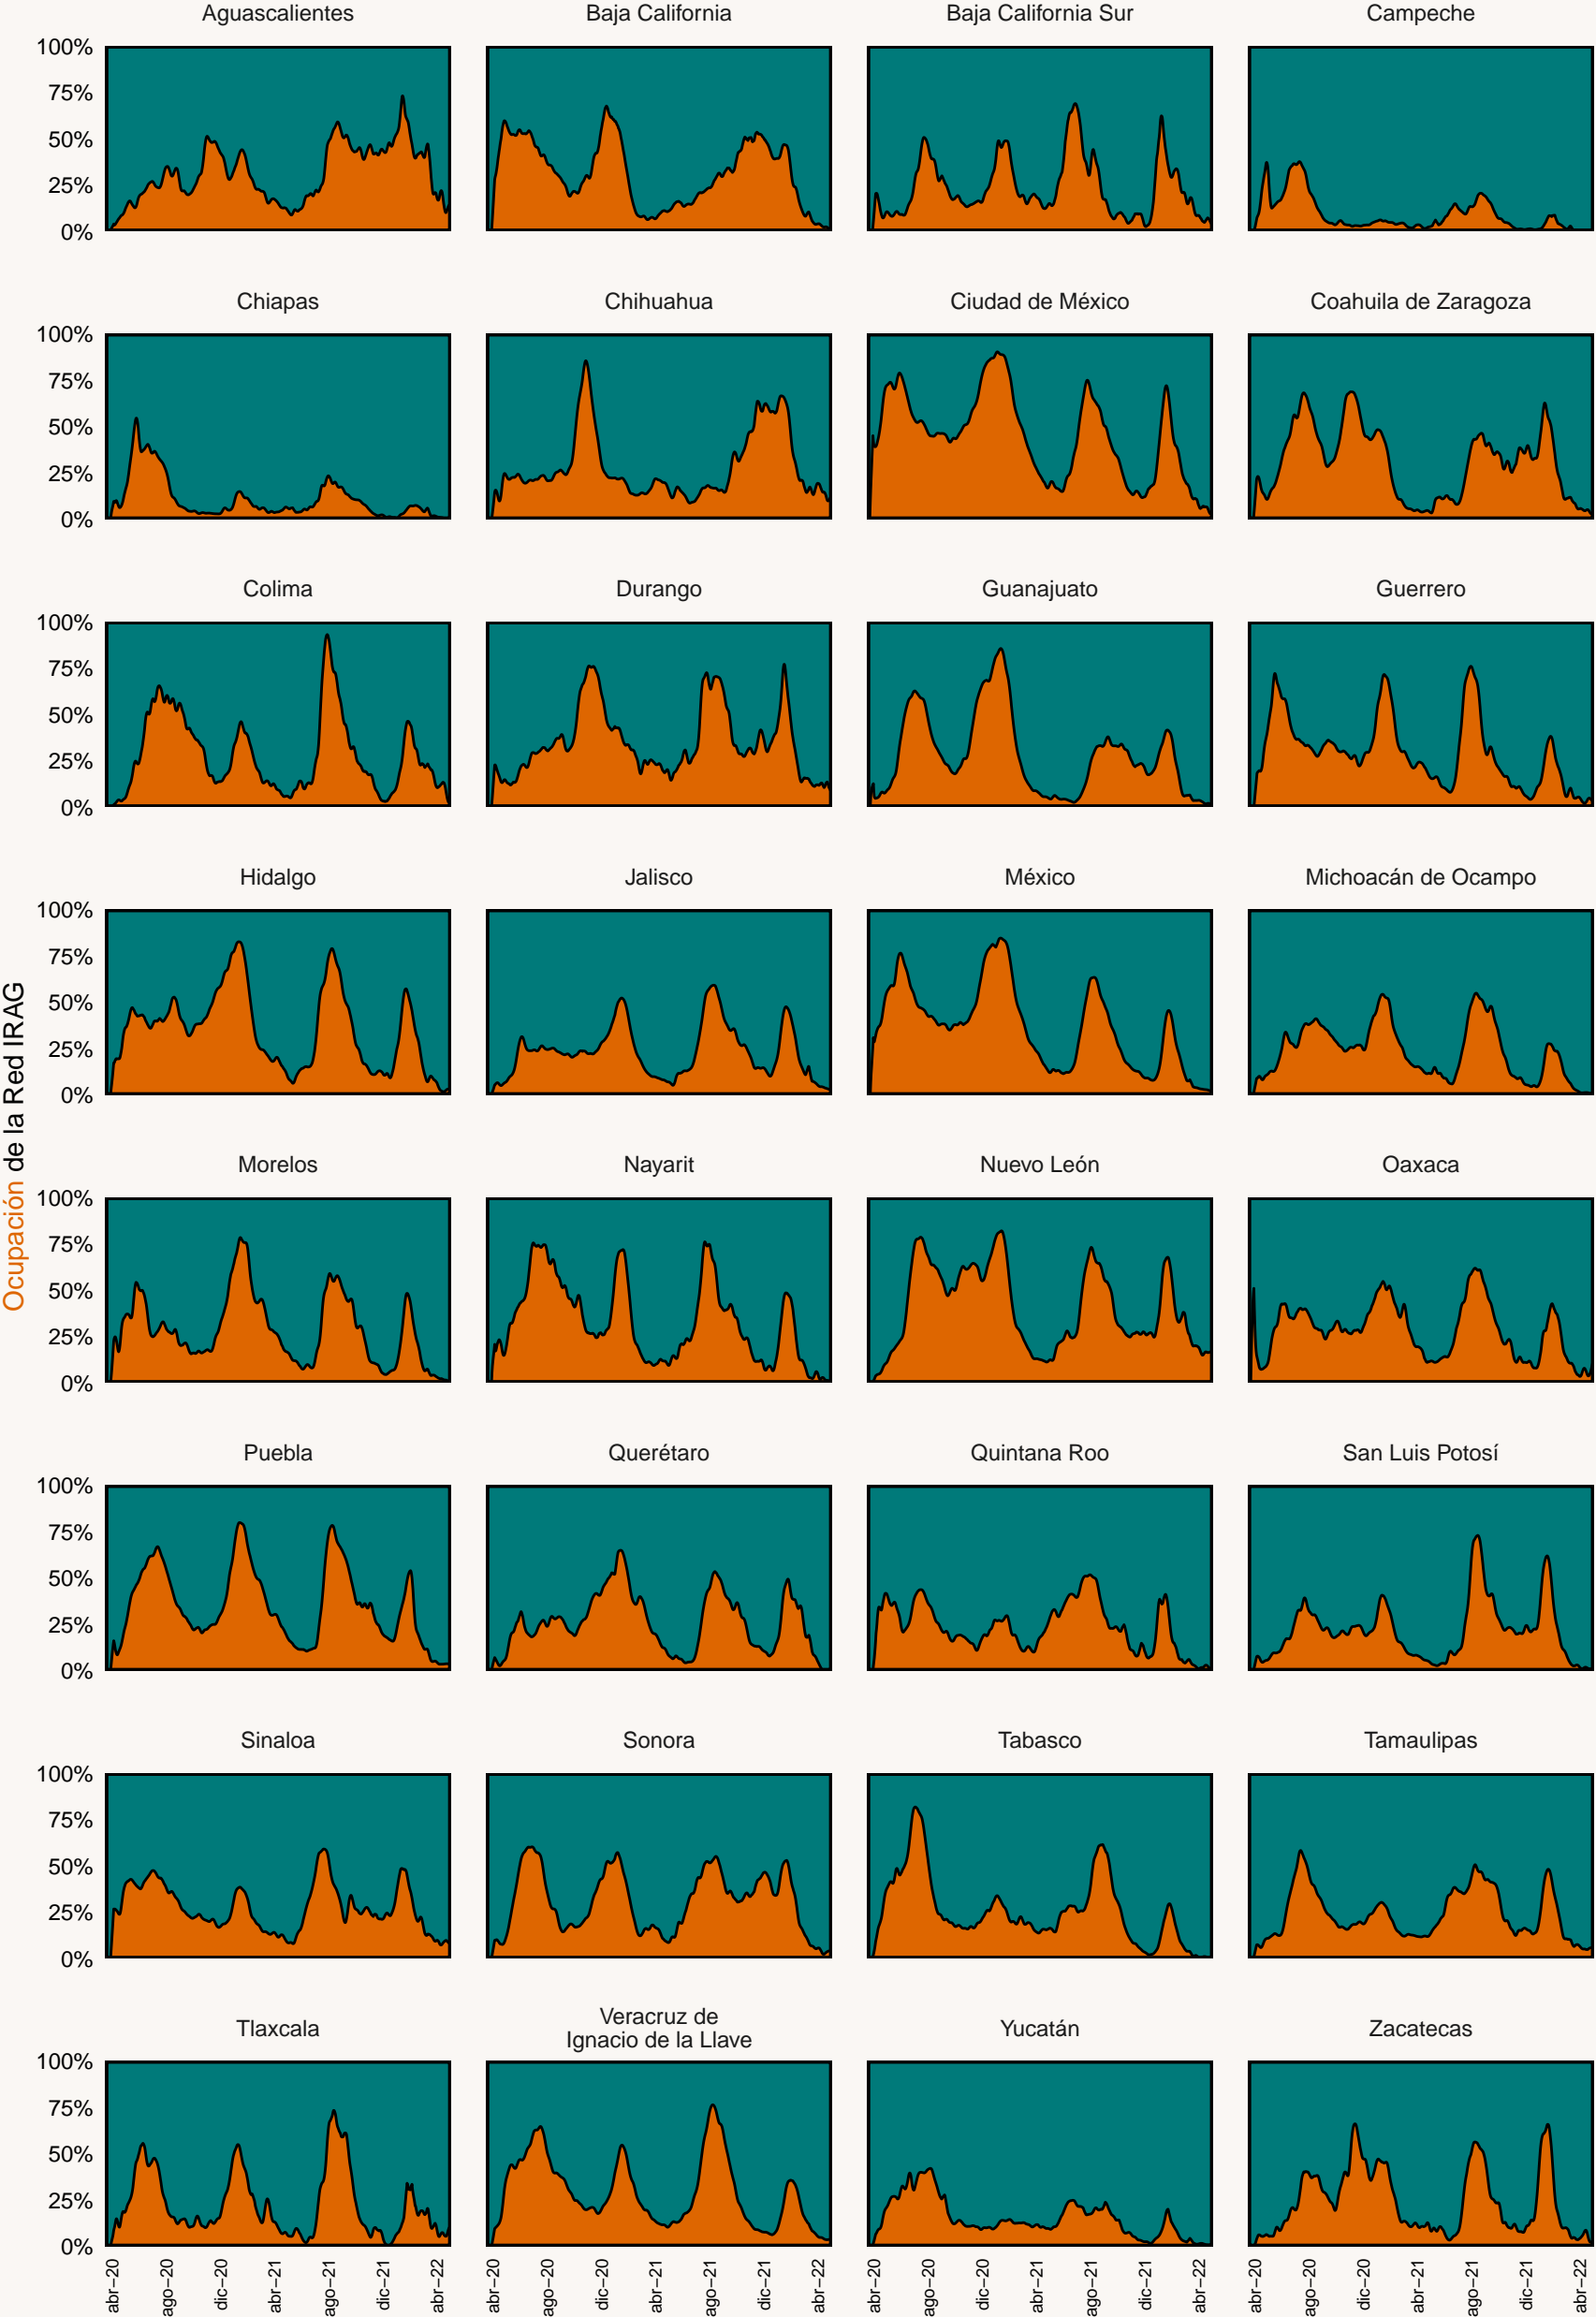 Ocupación de la Red IRAG
Aguascalientes
Baja California
Baja California Sur
Campeche
100%
75%
50%
25%
0%
Chiapas
Chihuahua
Ciudad de México
Coahuila de Zaragoza
100%
75%
50%
25%
0%
Colima
Durango
Guanajuato
Guerrero
100%
75%
50%
25%
0%
Hidalgo
Jalisco
México
Michoacán de Ocampo
100%
75%
50%
25%
0%
Morelos
Nayarit
Nuevo León
Oaxaca
100%
75%
50%
25%
0%
Puebla
Querétaro
Quintana Roo
San Luis Potosí
100%
75%
50%
25%
0%
Sinaloa
Sonora
Tabasco
Tamaulipas
100%
75%
50%
25%
0%
Tlaxcala
Veracruz de
Ignacio de la Llave
Yucatán
Zacatecas
100%
75%
50%
25%
0%
abr−20
ago−20
dic−20
abr−21
ago−21
dic−21
abr−22
abr−20
ago−20
dic−20
abr−21
ago−21
dic−21
abr−22
abr−20
ago−20
dic−20
abr−21
ago−21
dic−21
abr−22
abr−20
ago−20
dic−20
abr−21
ago−21
dic−21
abr−22